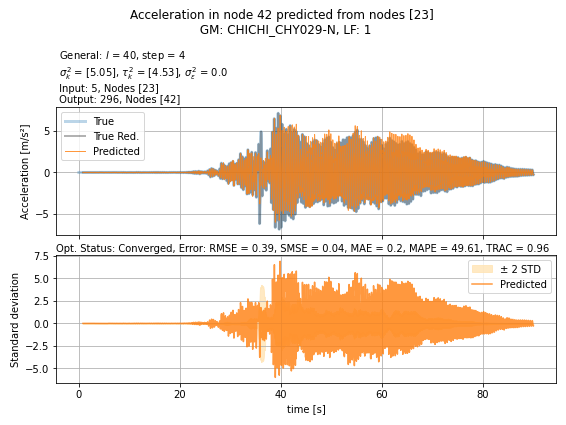 Acceleration in node 42 predicted from nodes [23]
GM: CHICHI_CHY029-N, LF: 1
General: l = 40, step = 4
σ²ₖ = [5.05], τ²ₖ = [4.53], σ²ε = 0.0
Input: 5, Nodes [23]
Output: 296, Nodes [42]
Acceleration [m/s²]
5
0
−5
True
True Red.
Predicted
Opt. Status: Converged, Error: RMSE = 0.39, SMSE = 0.04, MAE = 0.2, MAPE = 49.61, TRAC = 0.96
Standard deviation
7.5
5.0
2.5
0.0
−2.5
−5.0
± 2 STD
Predicted
0 20 40 60 80
time [s]